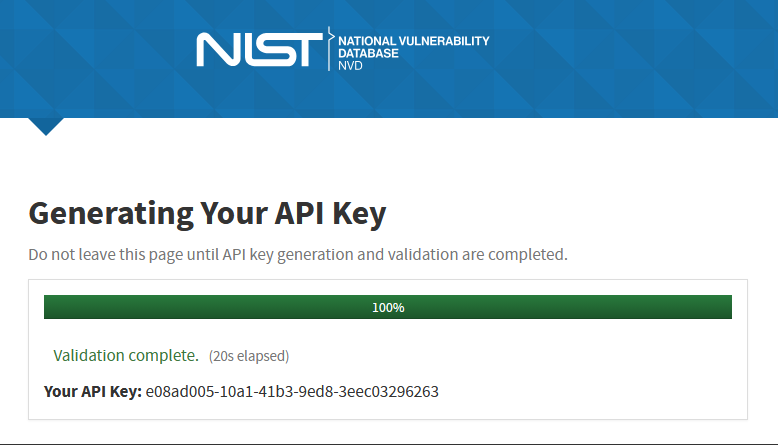 NIST
NATIONAL VULNERABILITY
DATABASE
NVD
Generating Your API Key
Do not leave this page until API key generation and validation are completed.
100%
Validation complete. (20s elapsed)
Your API Key: e08ad005-10a1-41b3-9ed8-3eec03296263